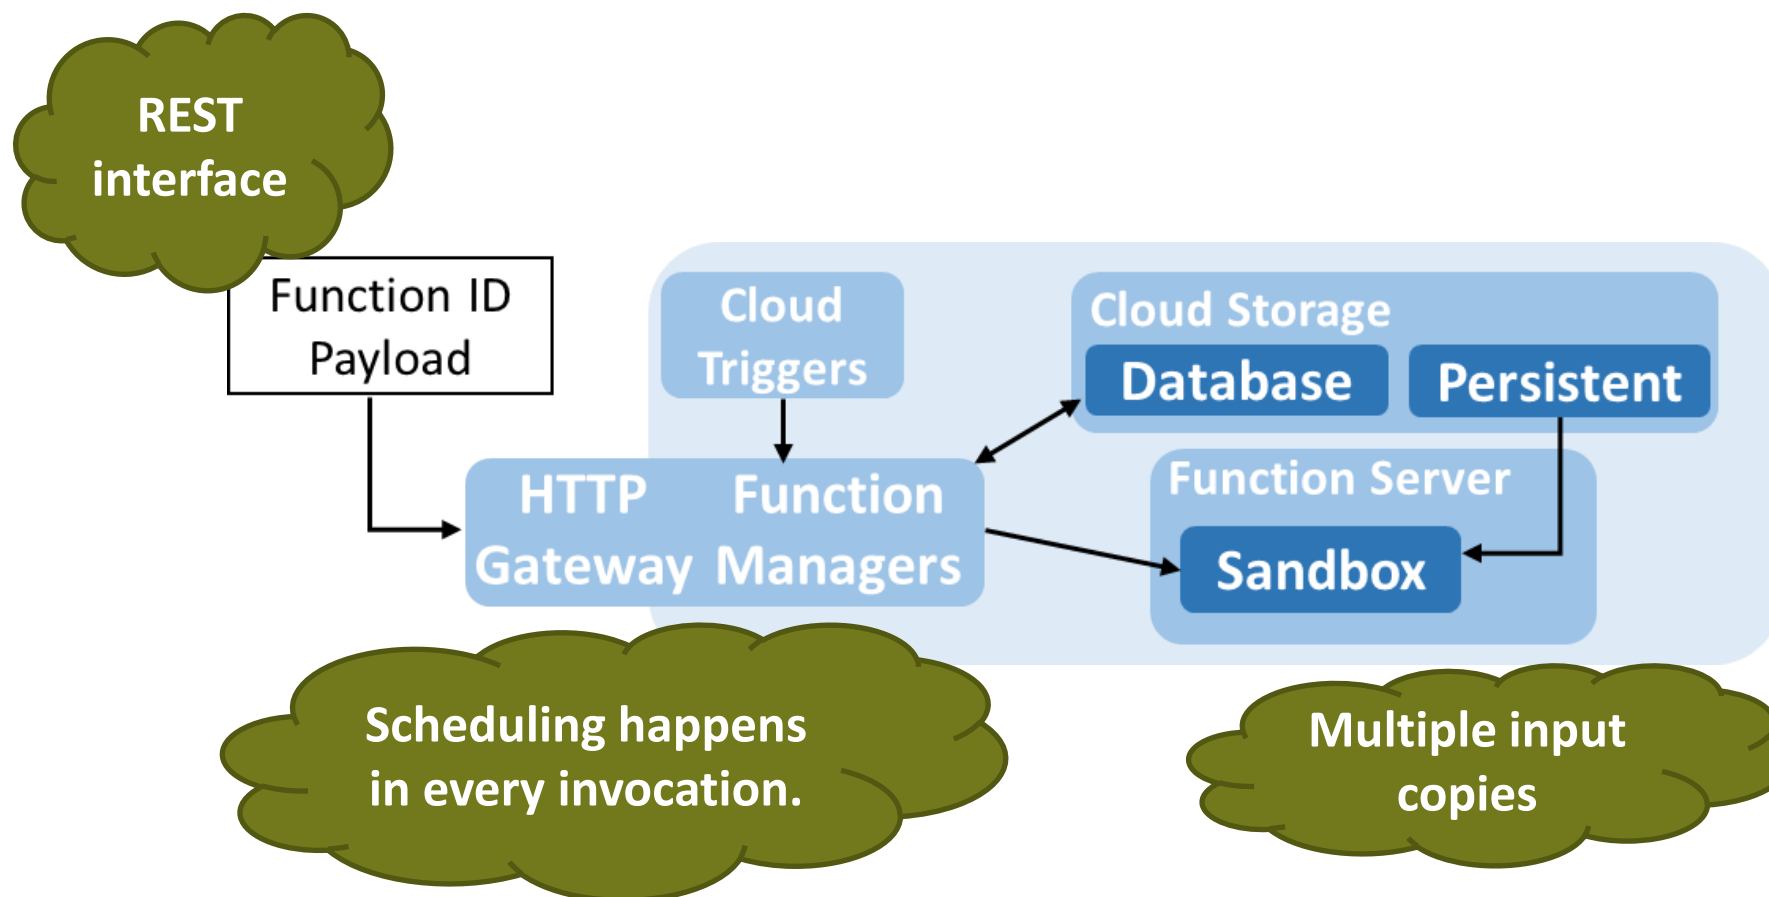 REST
interface
Function ID
Payload
Cloud
Triggers
Cloud Storage
Database
Persistent
HTTP
Gateway
Function
Managers
Function Server
Sandbox
Scheduling happens
in every invocation.
Multiple input
copies